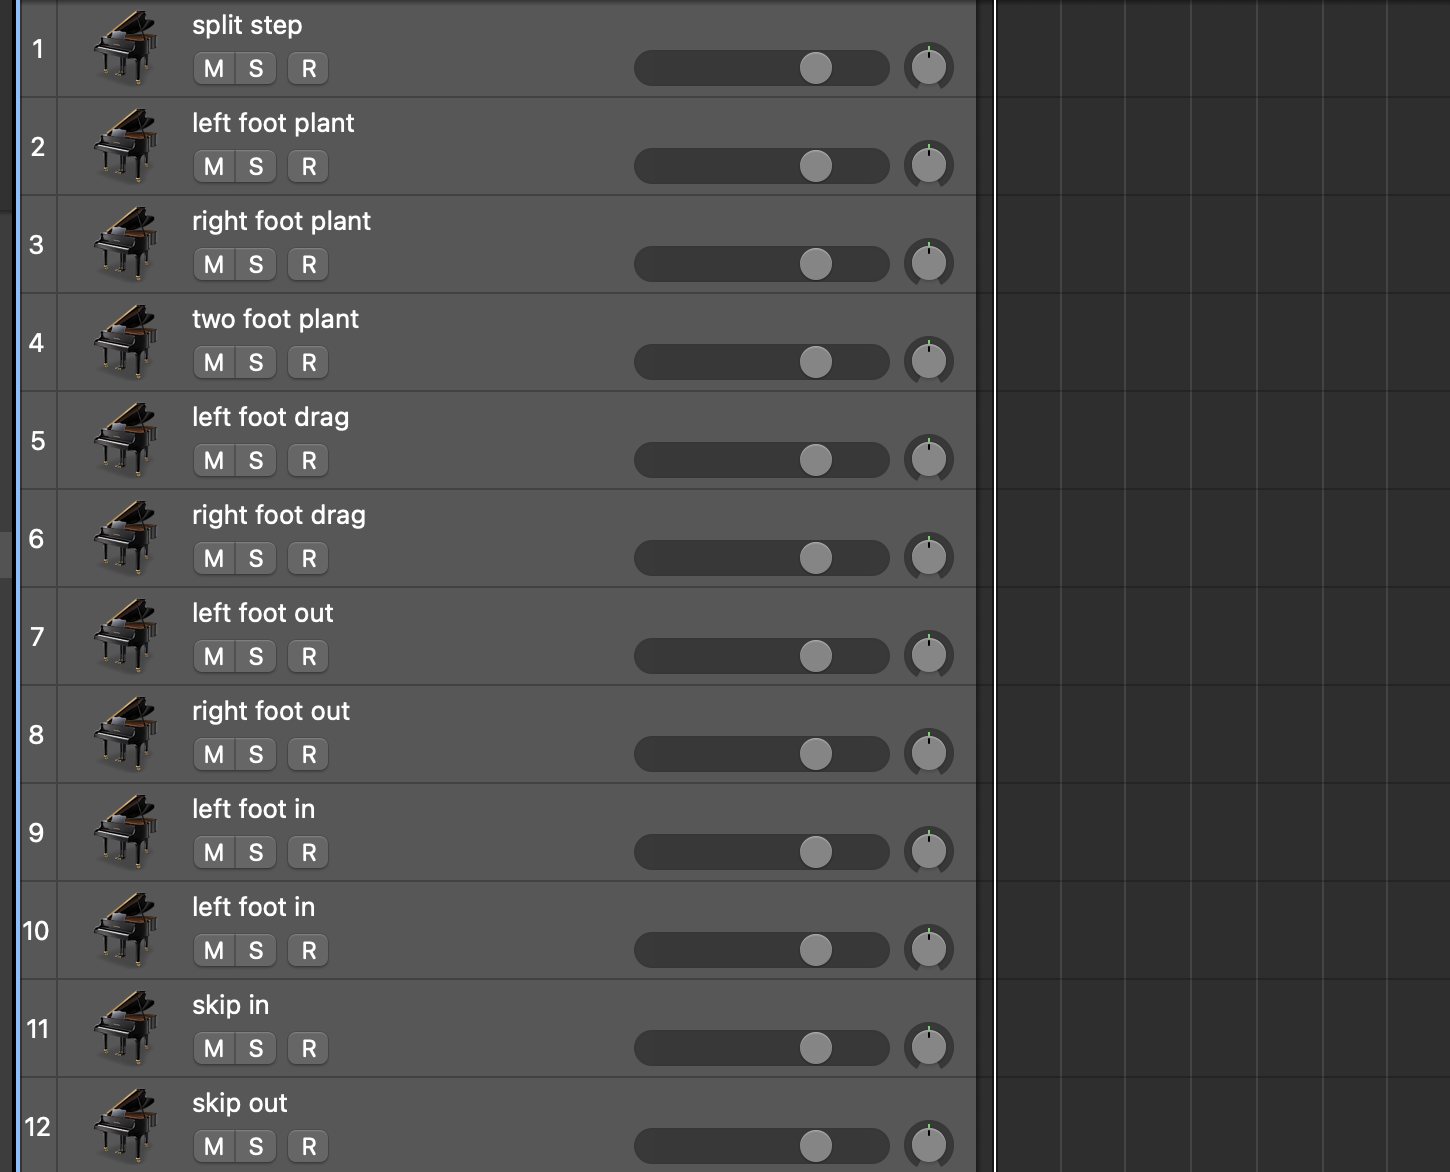 1
split step
M S R
2
left foot plant
M S R
3
right foot plant
M S R
4
two foot plant
M S R
5
left foot drag
M S R
6
right foot drag
M S R
7
left foot out
M S R
8
right foot out
M S R
9
left foot in
M S R
10
left foot in
M S R
11
skip in
M S R
12
skip out
M S R